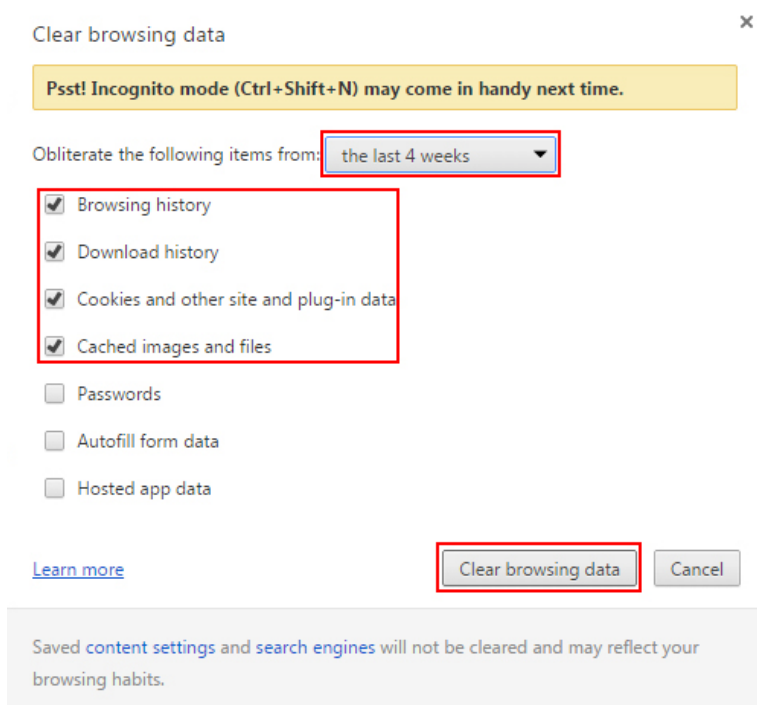 Clear browsing data
Psst! Incognito mode (Ctrl+Shift+N) may come in handy next time.
Obliterate the following items from: the last 4 weeks
Browsing history
Download history
Cookies and other site and plug-in data
Cached images and files
Passwords
Autofill form data
Hosted app data
Learn more Clear browsing data Cancel
Saved content settings and search engines will not be cleared and may reflect your
browsing habits.